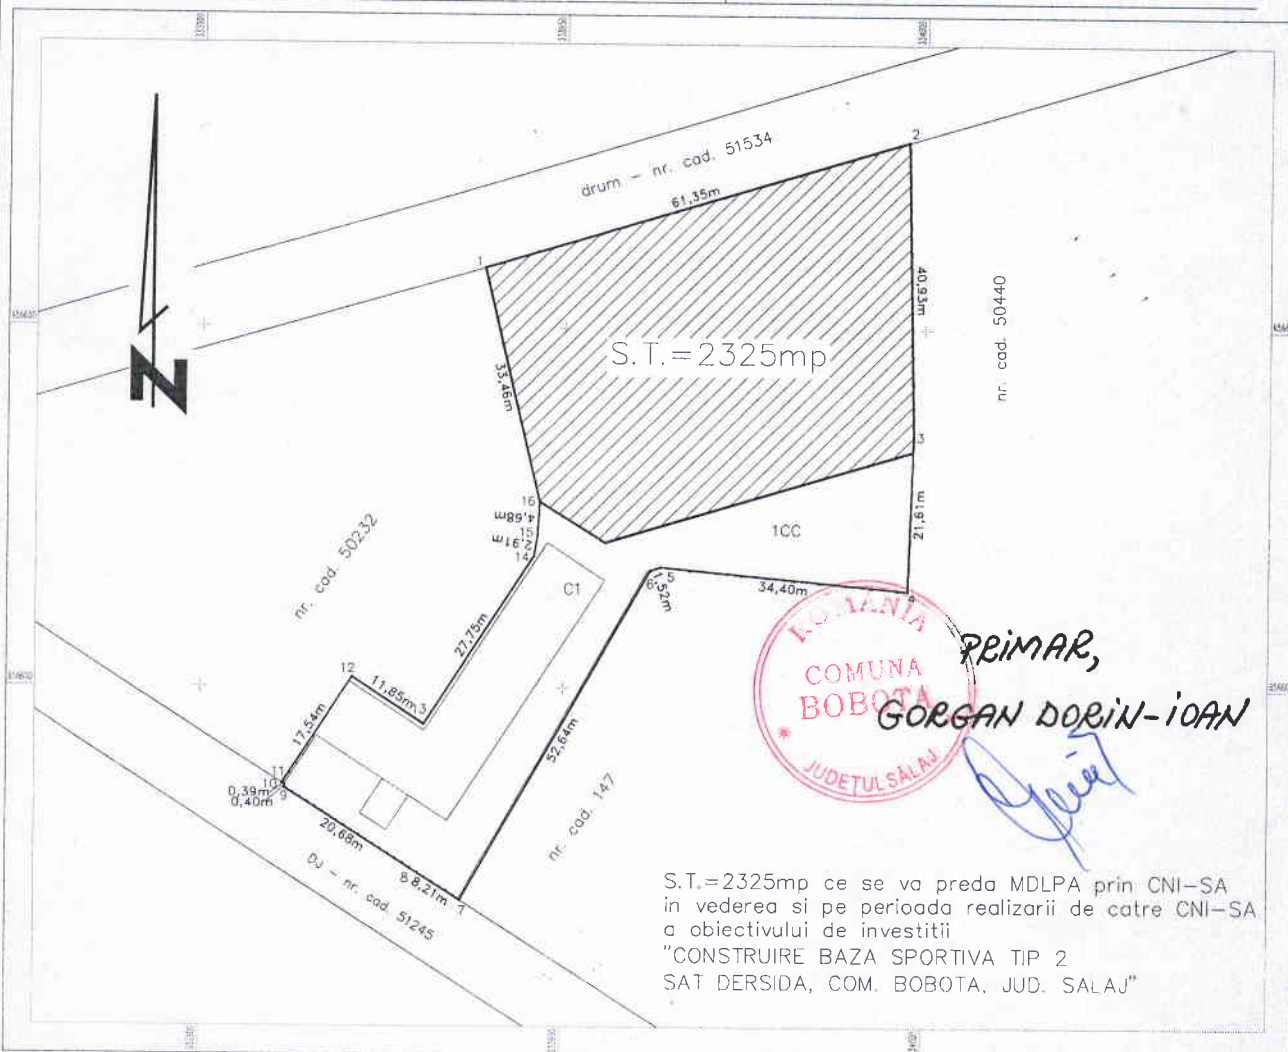 drum - nr. cad. 51534
2
61,35m
1
40,93m
nr. cad. 50440
S.T.=2325mp
33,46m
3
16
4,68m
15
2,91m
14
21,61m
1CC
nr. cad. 50232
C1
5
6
1,52m
34,40m
4
27,75m
12
11,85m
3
17,54m
52,64m
11
10
0,39m
0,40m
9
20,68m
nr. cad. 147
8
8,21m
7
DJ - nr. cad. 51245
N
ROMÂNIA
COMUNA
BOBOTA
* JUDEȚUL SĂLAJ
PRiMAR,
GORGAN DORiN-iOAN
S.T.=2325mp ce se va preda MDLPA prin CNI-SA
in vederea si pe perioada realizarii de catre CNI-SA
a obiectivului de investitii
"CONSTRUIRE BAZA SPORTIVA TIP 2
SAT DERSIDA, COM. BOBOTA, JUD. SALAJ"